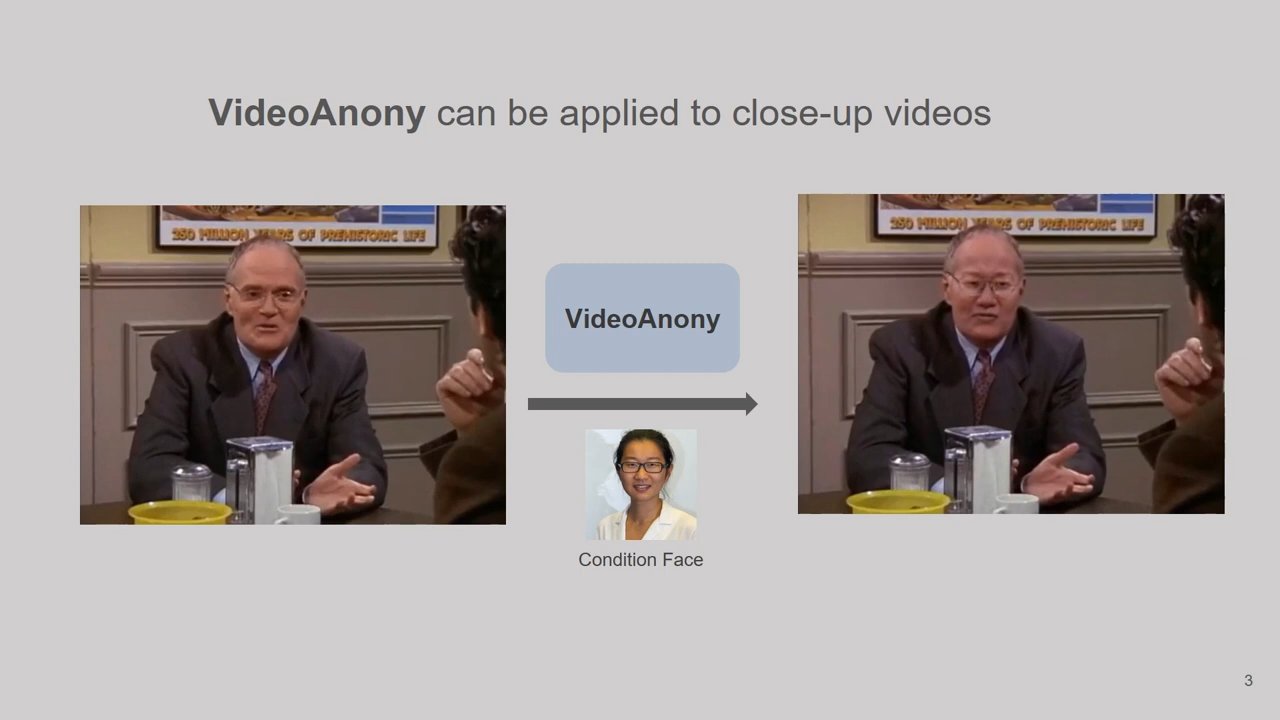 VideoAnony can be applied to close-up videos
250 MILLION YEARS OF PREHISTORIC LIFE
VideoAnony
250 MILLION YEARS OF PREHISTORIC LIFE
Condition Face
3